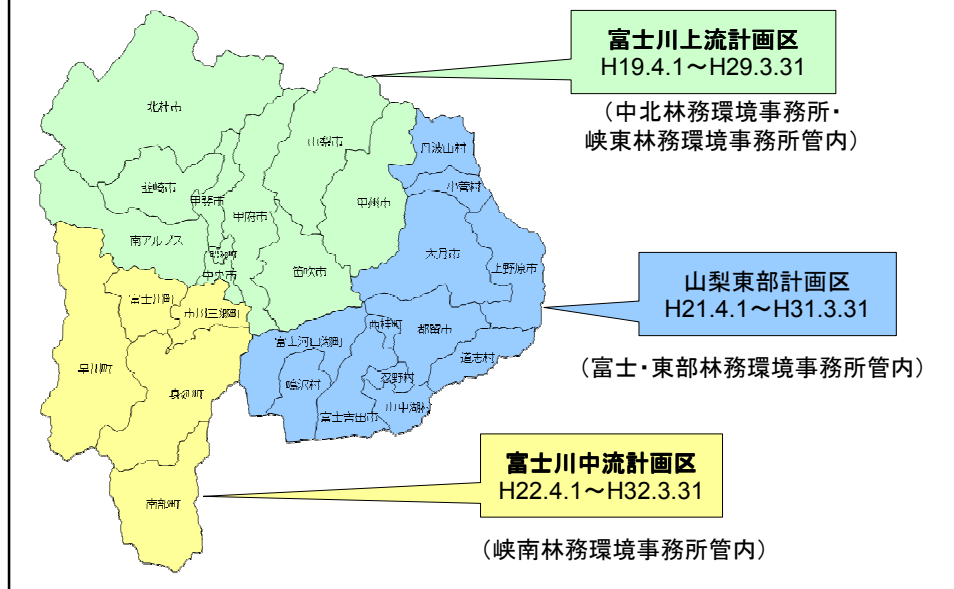 富士川上流計画区
H19.4.1～H29.3.31
（中北林務環境事務所・
峡東林務環境事務所管内）
北杜市
山梨市
丹波山村
小菅村
韮崎市
甲斐市
甲府市
甲州市
南アルプス
中央市
笛吹市
大月市
上野原市
山梨東部計画区
H21.4.1～H31.3.31
（富士・東部林務環境事務所管内）
富士川町
市川三郷町
早川町
身延町
南部町
富士河口湖町
西桂町
都留市
道志村
鳴沢村
忍野村
山中湖村
富士吉田市
富士川中流計画区
H22.4.1～H32.3.31
（峡南林務環境事務所管内）